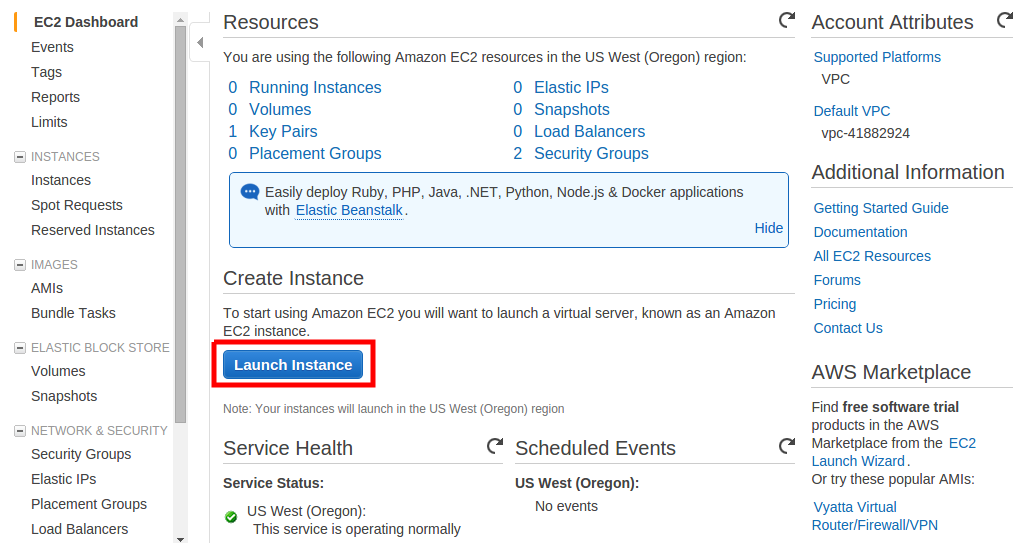 EC2 Dashboard
Events
Tags
Reports
Limits
INSTANCES
Instances
Spot Requests
Reserved Instances
IMAGES
AMIs
Bundle Tasks
ELASTIC BLOCK STORE
Volumes
Snapshots
NETWORK & SECURITY
Security Groups
Elastic IPs
Placement Groups
Load Balancers
Resources
You are using the following Amazon EC2 resources in the US West (Oregon) region:
0 Running Instances
0 Elastic IPs
0 Volumes
0 Snapshots
1 Key Pairs
0 Load Balancers
0 Placement Groups
2 Security Groups
Easily deploy Ruby, PHP, Java, .NET, Python, Node.js & Docker applications
with Elastic Beanstalk.
Hide
Create Instance
To start using Amazon EC2 you will want to launch a virtual server, known as an Amazon
EC2 instance.
Launch Instance
Note: Your instances will launch in the US West (Oregon) region
Service Health
Service Status:
US West (Oregon):
This service is operating normally
Scheduled Events
US West (Oregon):
No events
Account Attributes
Supported Platforms
VPC
Default VPC
vpc-41882924
Additional Information
Getting Started Guide
Documentation
All EC2 Resources
Forums
Pricing
Contact Us
AWS Marketplace
Find free software trial
products in the AWS
Marketplace from the EC2
Launch Wizard.
Or try these popular AMIs:
Vyatta Virtual
Router/Firewall/VPN